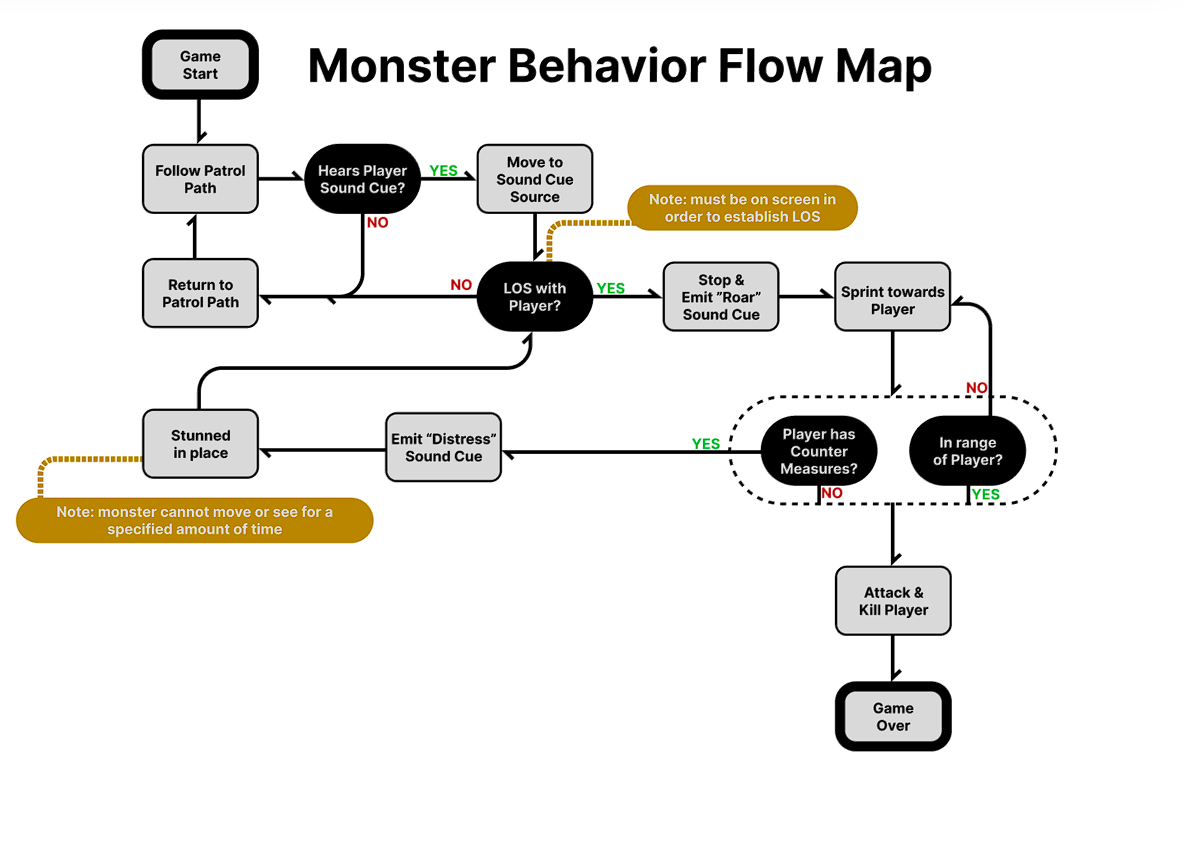 Game
Start
Monster Behavior Flow Map
Follow Patrol
Path
Hears Player
Sound Cue?
YES
Move to
Sound Cue
Source
NO
Note: must be on screen in
order to establish LOS
Return to
Patrol Path
NO
LOS with
Player?
YES
Stop &
Emit ”Roar”
Sound Cue
Sprint towards
Player
NO
Stunned
in place
Emit “Distress”
Sound Cue
YES
Player has
Counter
Measures?
In range
of Player?
NO
YES
Note: monster cannot move or see for a
specified amount of time
Attack &
Kill Player
Game
Over